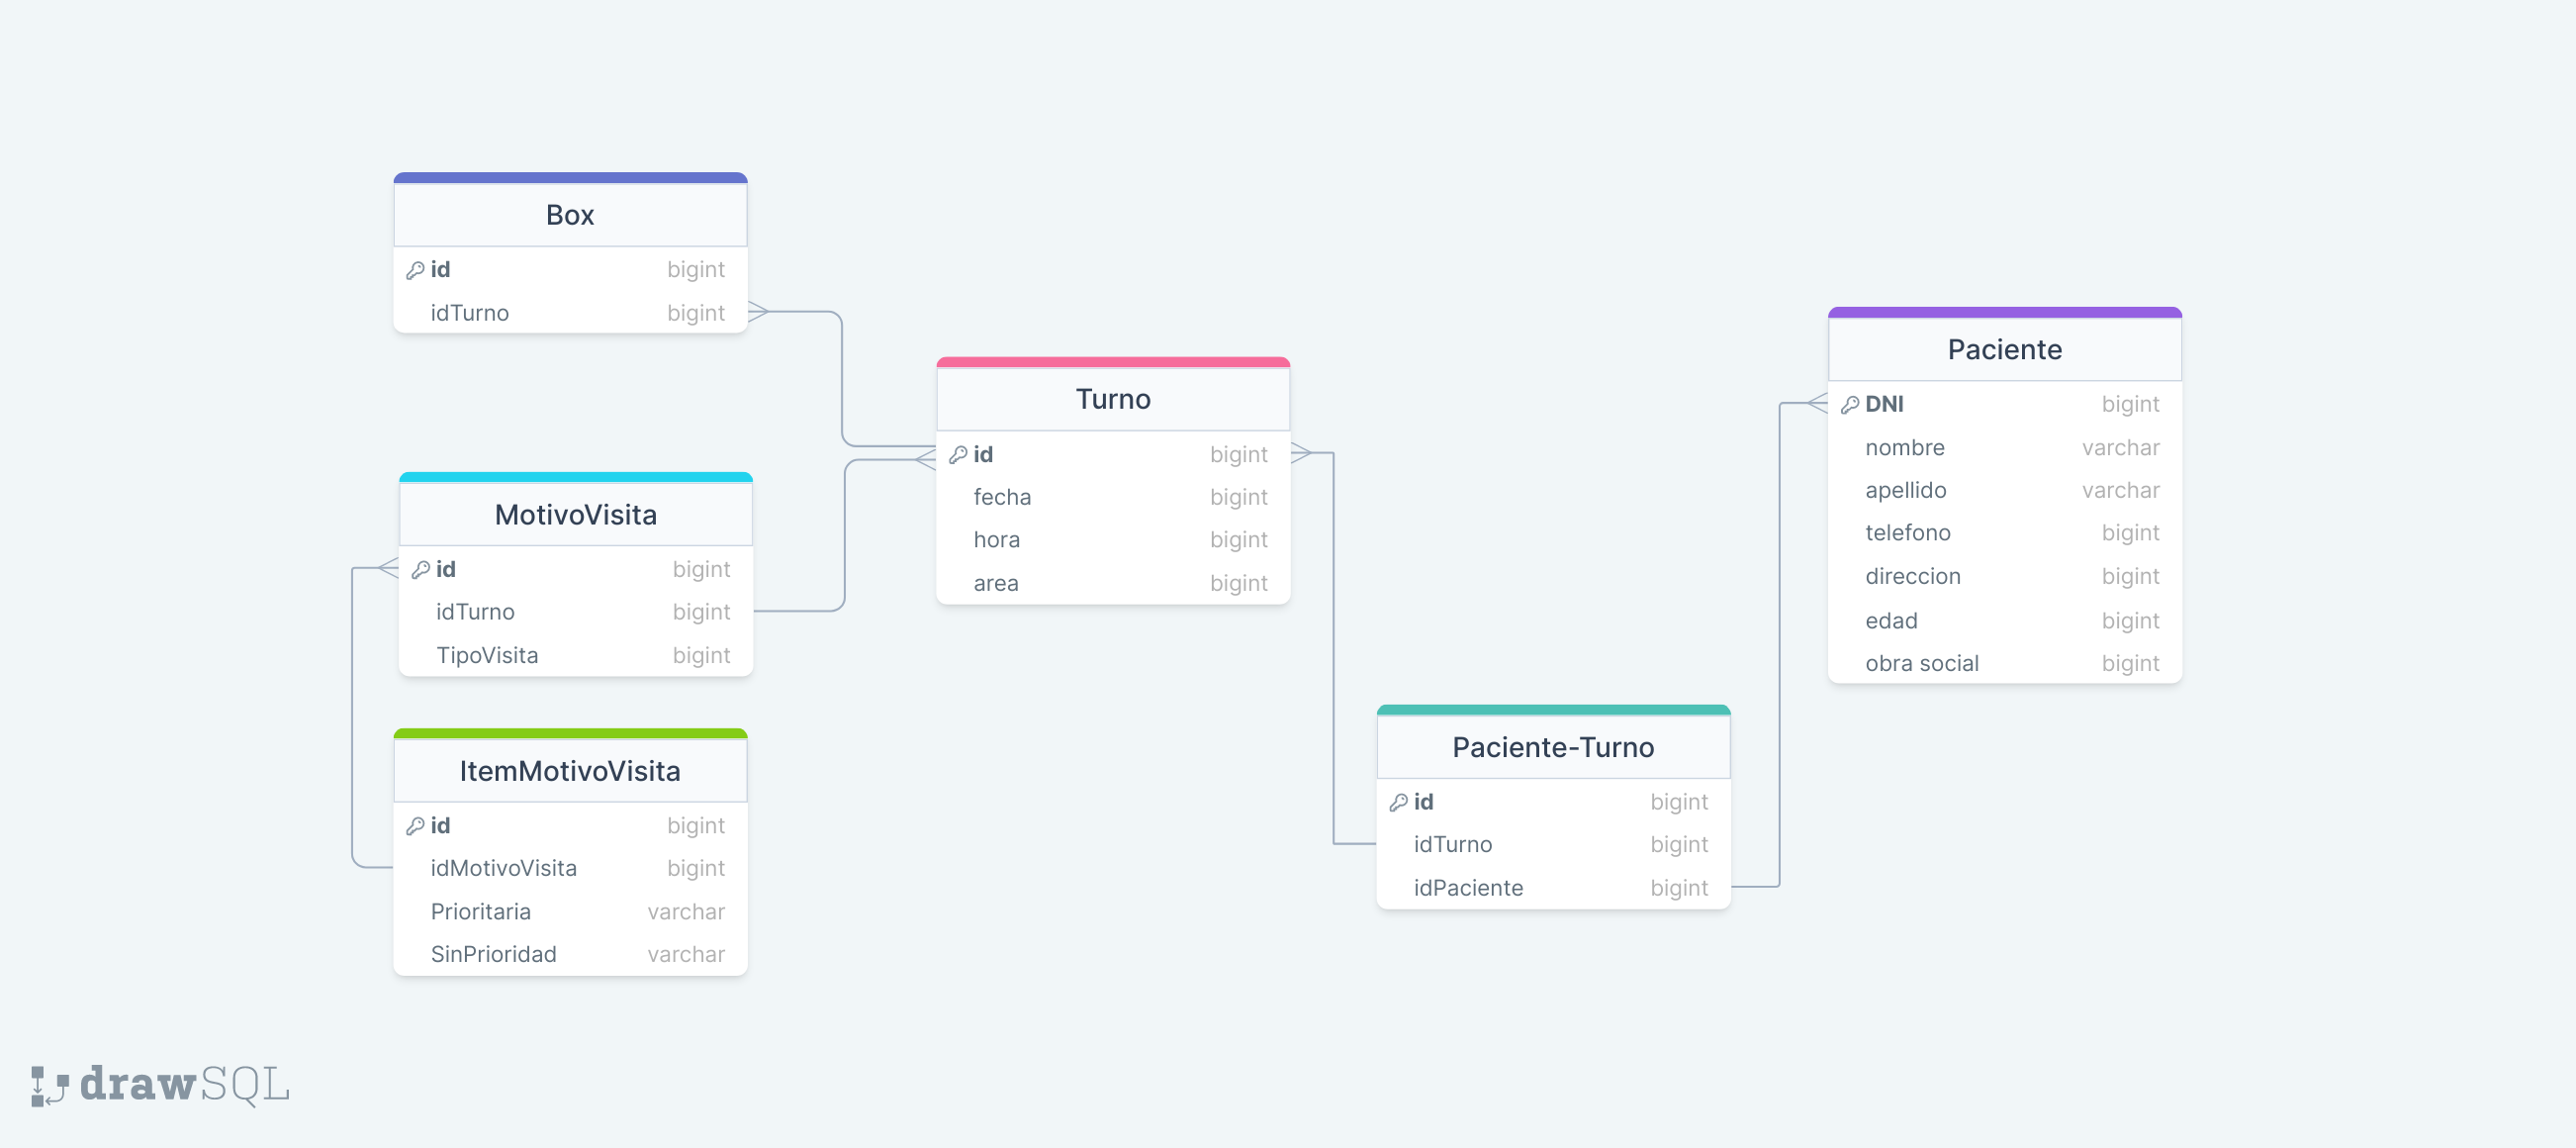 Box
id bigint
idTurno bigint
MotivoVisita
id bigint
idTurno bigint
TipoVisita bigint
ItemMotivoVisita
id bigint
idMotivoVisita bigint
Prioritaria varchar
SinPrioridad varchar
Turno
id bigint
fecha bigint
hora bigint
area bigint
Paciente-Turno
id bigint
idTurno bigint
idPaciente bigint
Paciente
DNI bigint
nombre varchar
apellido varchar
telefono bigint
direccion bigint
edad bigint
obra social bigint
drawSQL